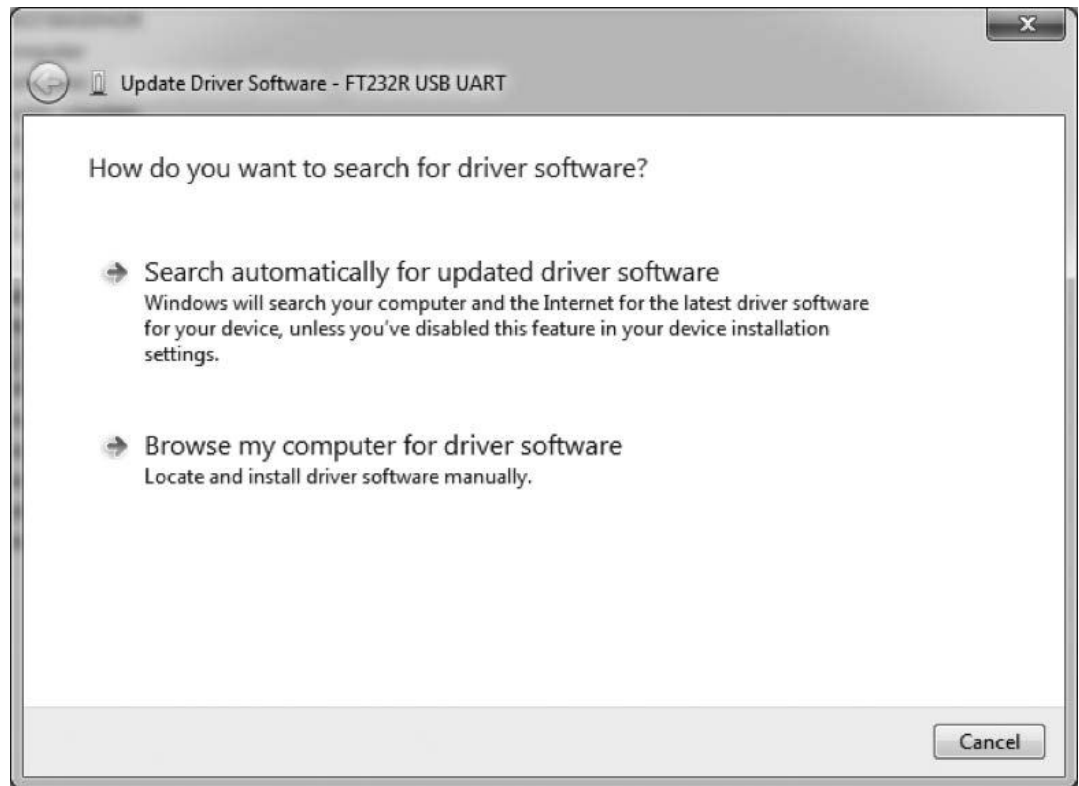 Update Driver Software - FT232R USB UART
How do you want to search for driver software?
Search automatically for updated driver software
Windows will search your computer and the Internet for the latest driver software
for your device, unless you've disabled this feature in your device installation
settings.
Browse my computer for driver software
Locate and install driver software manually.
Cancel